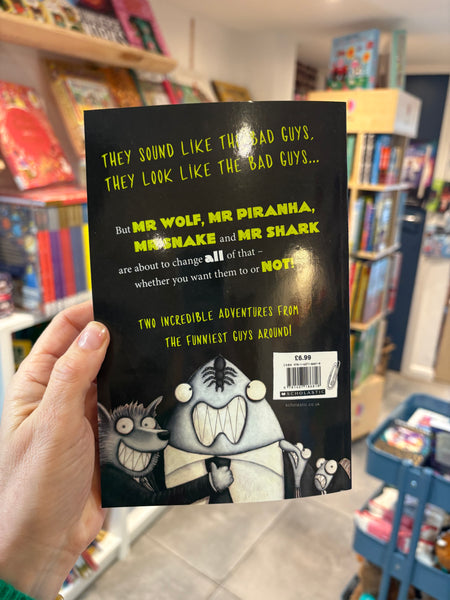 THEY SOUND LIKE THE BAD GUYS,
THEY LOOK LIKE THE BAD GUYS...
But MR WOLF, MR PIRANHA,
MR SNAKE and MR SHARK
are about to change all of that –
whether you want them to or NOT!
TWO INCREDIBLE ADVENTURES FROM
THE FUNNIEST GUYS AROUND!
£6.99
SCHOLASTIC
scholastic.co.uk